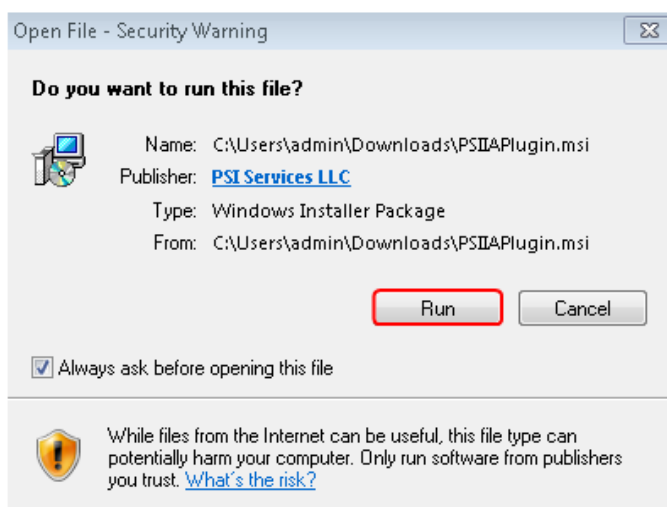 Open File - Security Warning
Do you want to run this file?
Name: C:\Users\admin\Downloads\PSIIAPlugin.msi
Publisher: PSI Services LLC
Type: Windows Installer Package
From: C:\Users\admin\Downloads\PSIIAPlugin.msi
Run Cancel
Always ask before opening this file
While files from the Internet can be useful, this file type can
potentially harm your computer. Only run software from publishers
you trust. What's the risk?